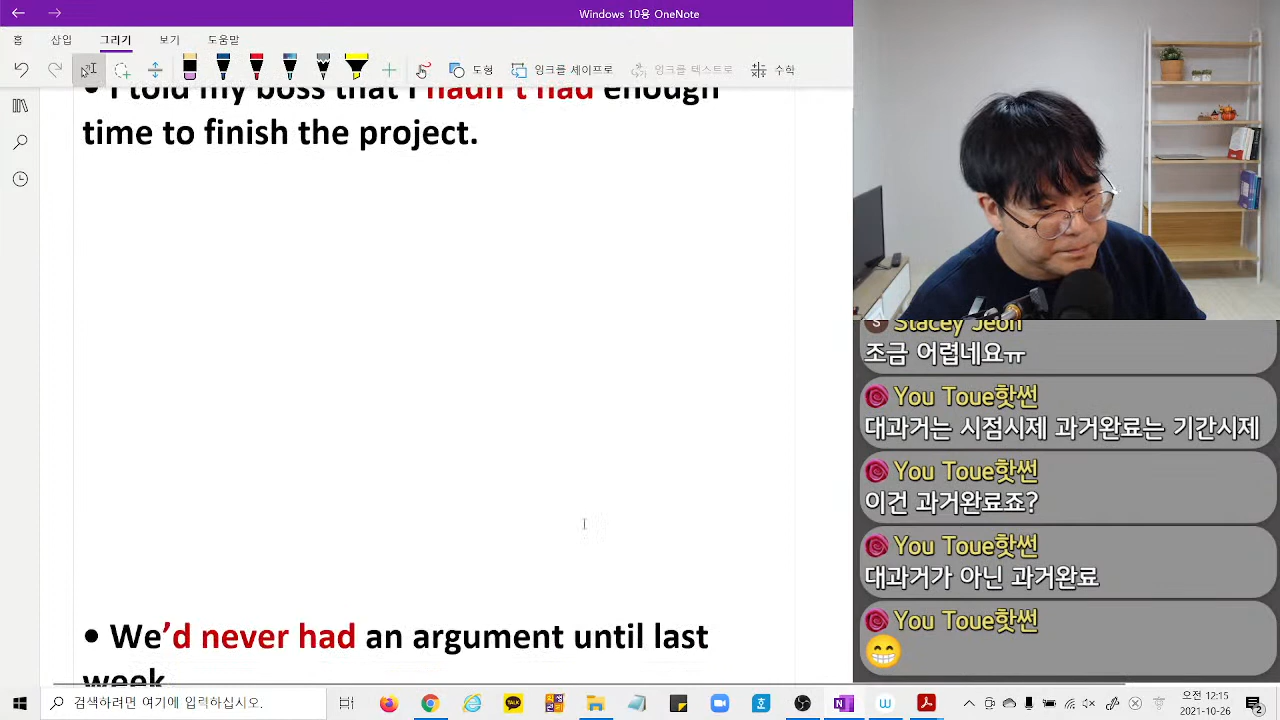 Windows 10용 OneNote
홈 삽입 그리기 보기 도움말
도형 잉크를 셰이프로 잉크를 텍스트로 수학
• I told my boss that I hadn't had enough
time to finish the project.
• We’d never had an argument until last
week
S Stacey Jeon
조금 어렵네요ㅠ
You Toue핫썬
대과거는 시점시제 과거완료는 기간시제
You Toue핫썬
이건 과거완료죠?
You Toue핫썬
대과거가 아닌 과거완료
You Toue핫썬
검색하려면 여기에 입력하십시오.
TALK
오전 11:15
2021-10-26